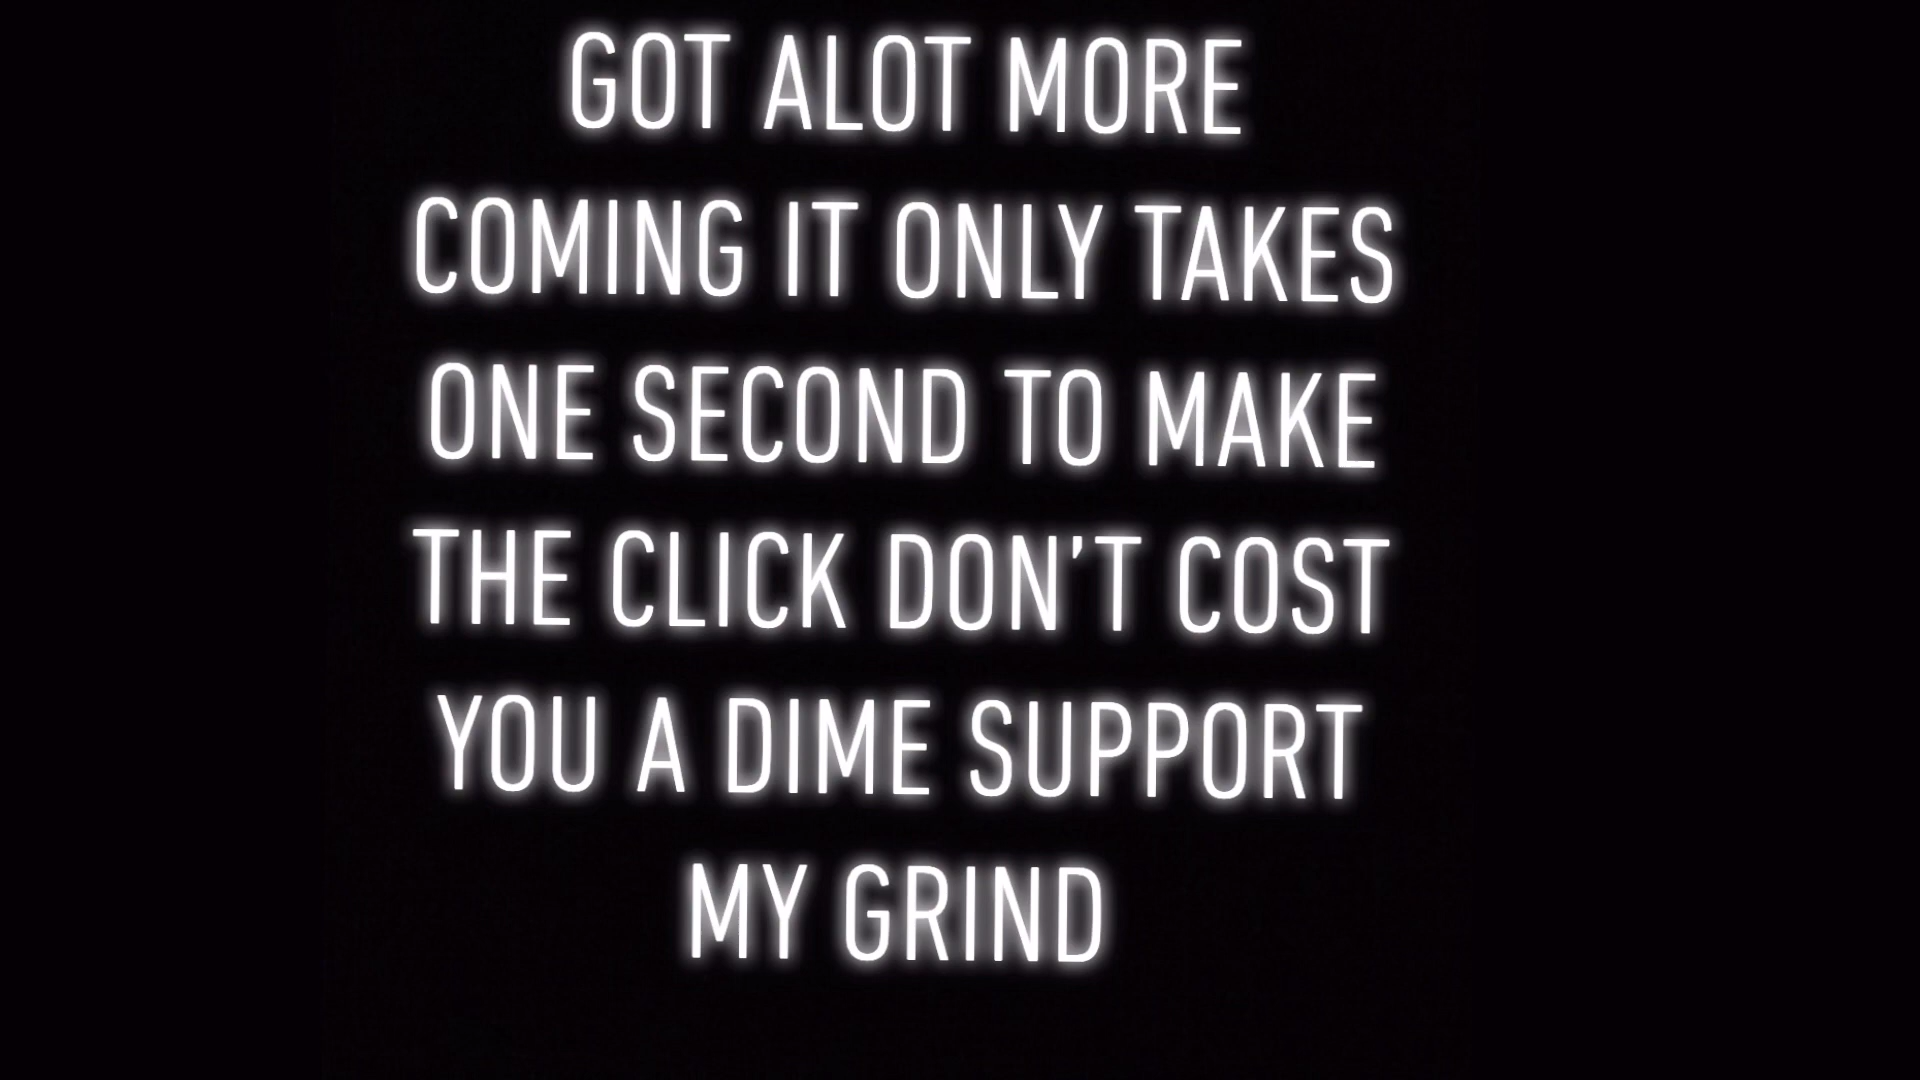 GOT ALOT MORE
COMING IT ONLY TAKES
ONE SECOND TO MAKE
THE CLICK DON'T COST
YOU A DIME SUPPORT
MY GRIND